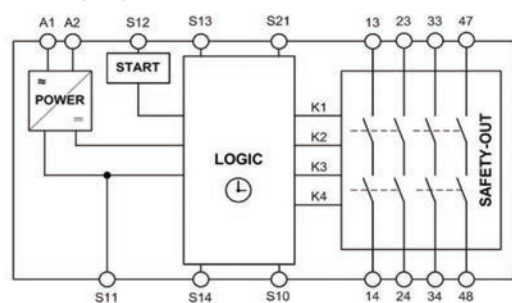 A1 A2 S12 S13 S21 13 23 33 47
START
≈
POWER
K1
K2
LOGIC
K3
K4
SAFETY-OUT
S11 S14 S10 14 24 34 48